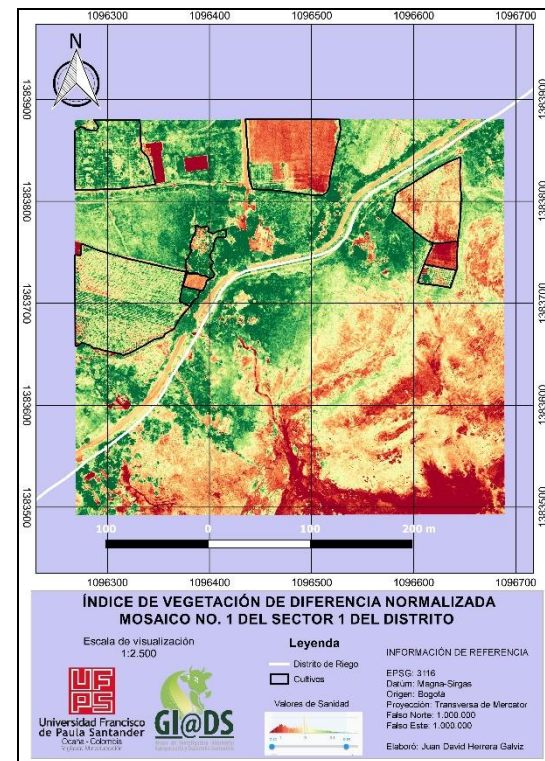 1096300 1096400 1096500 1096600 1096700
N
1383900 1383900
1383800 1383800
1383700 1383700
1383600 1383600
1383500 1383500
100 0 100 200 m
1096300 1096400 1096500 1096600 1096700
ÍNDICE DE VEGETACIÓN DE DIFERENCIA NORMALIZADA
MOSAICO NO. 1 DEL SECTOR 1 DEL DISTRITO
Escala de visualización
1:2.500
UFPS
Universidad Francisco
de Paula Santander
Ocaña - Colombia
GI@DS
Leyenda
Distrito de Riego
Cultivos
Valores de Sanidad
INFORMACIÓN DE REFERENCIA
EPSG: 3116
Datúm: Magna-Sirgas
Origen: Bogotá
Proyección: Transversa de Mercator
Falso Norte: 1.000.000
Falso Este: 1.000.000
Elaboró: Juan David Herrera Galviz